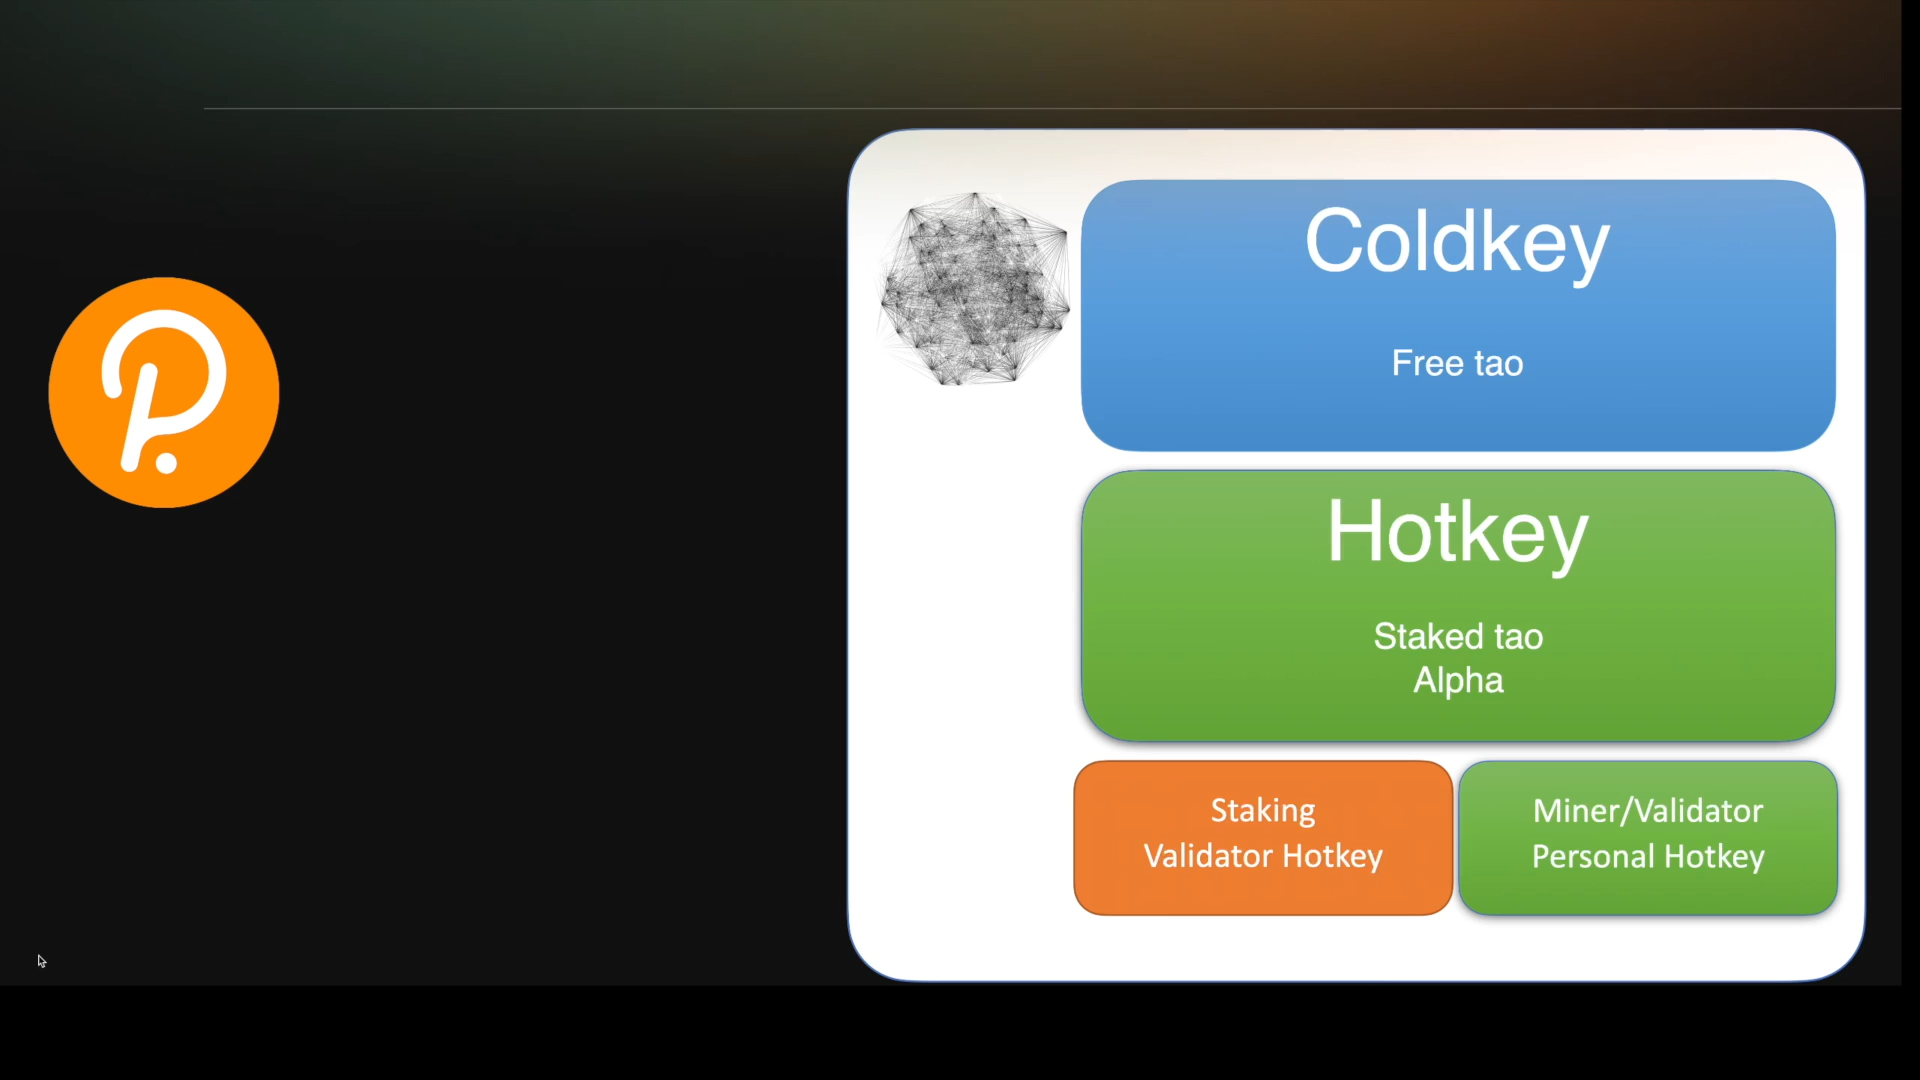 Coldkey
Free tao
Hotkey
Staked tao
Alpha
Staking
Validator Hotkey
Miner/Validator
Personal Hotkey